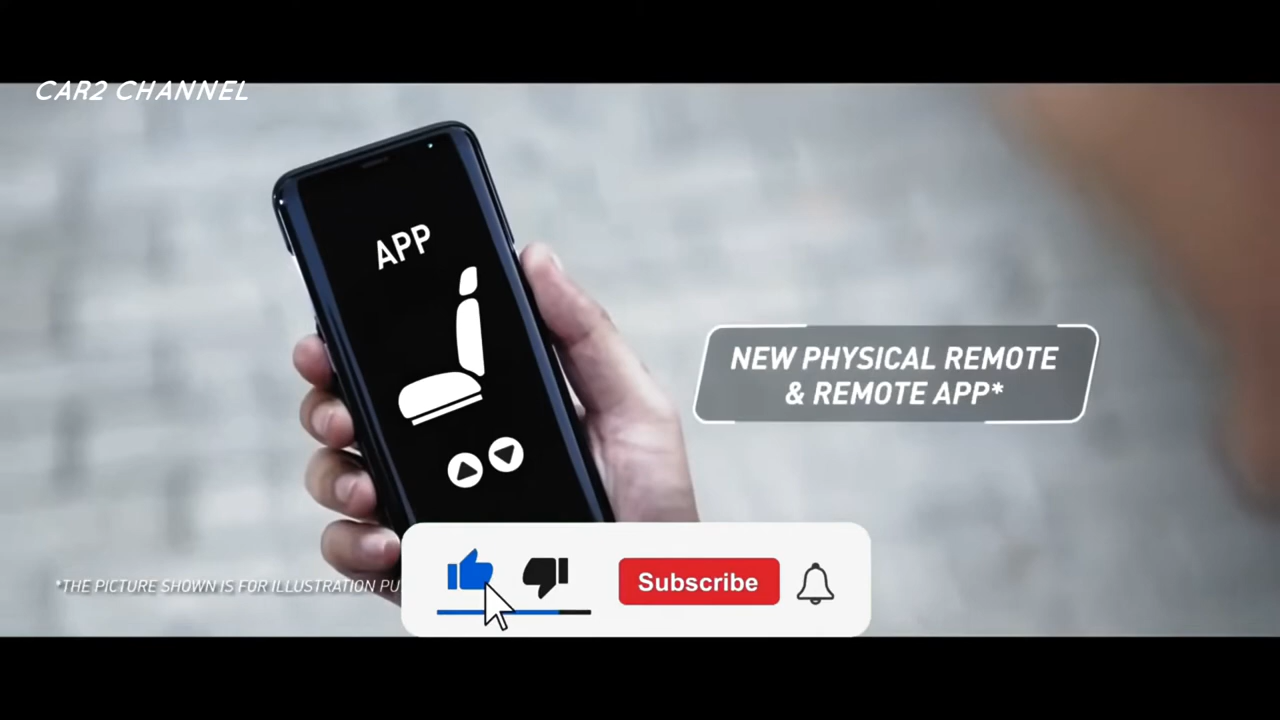 CAR2 CHANNEL
APP
NEW PHYSICAL REMOTE
& REMOTE APP*
*THE PICTURE SHOWN IS FOR ILLUSTRATION
Subscribe